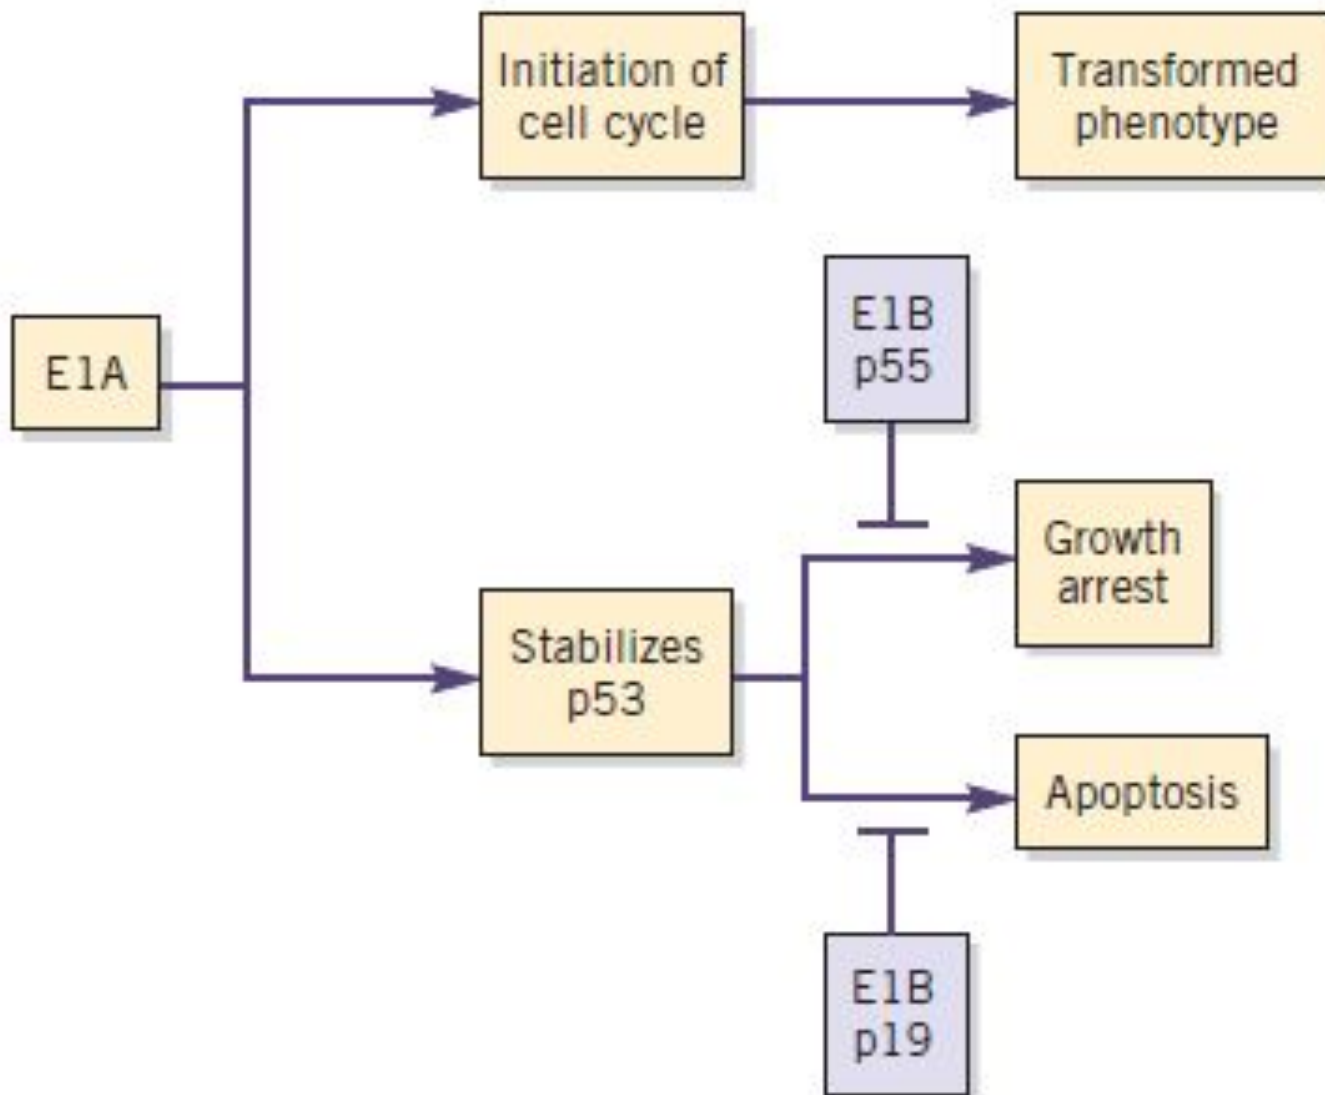 Initiation of
cell cycle
Transformed
phenotype
E1A
E1B
p55
Growth
arrest
Stabilizes
p53
Apoptosis
E1B
p19